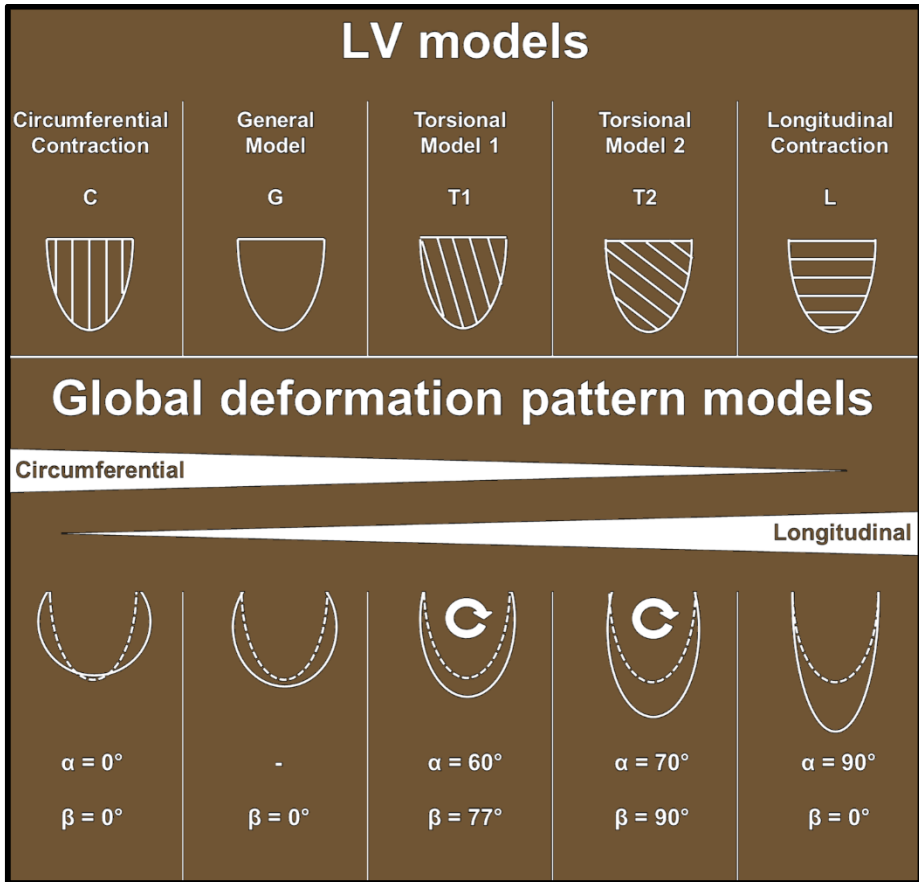 LV models
Circumferential Contraction
General Model
Torsional Model 1
Torsional Model 2
Longitudinal Contraction
C
G
T1
T2
L
Global deformation pattern models
Circumferential
Longitudinal
α = 0°
-
α = 60°
α = 70°
α = 90°
β = 0°
β = 0°
β = 77°
β = 90°
β = 0°